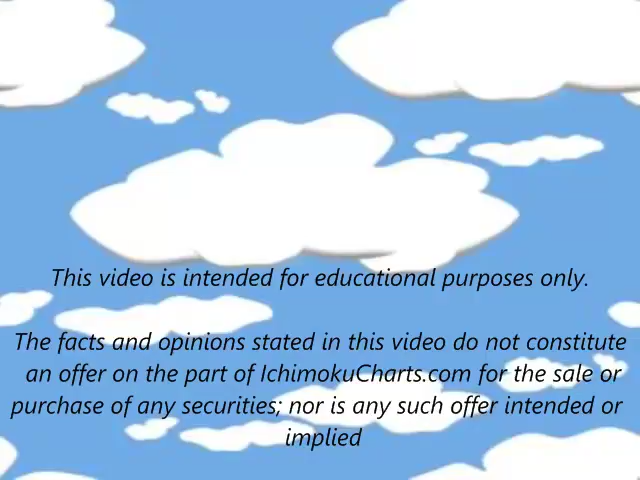 This video is intended for educational purposes only.
The facts and opinions stated in this video do not constitute
an offer on the part of IchimokuCharts.com for the sale or
purchase of any securities; nor is any such offer intended or
implied